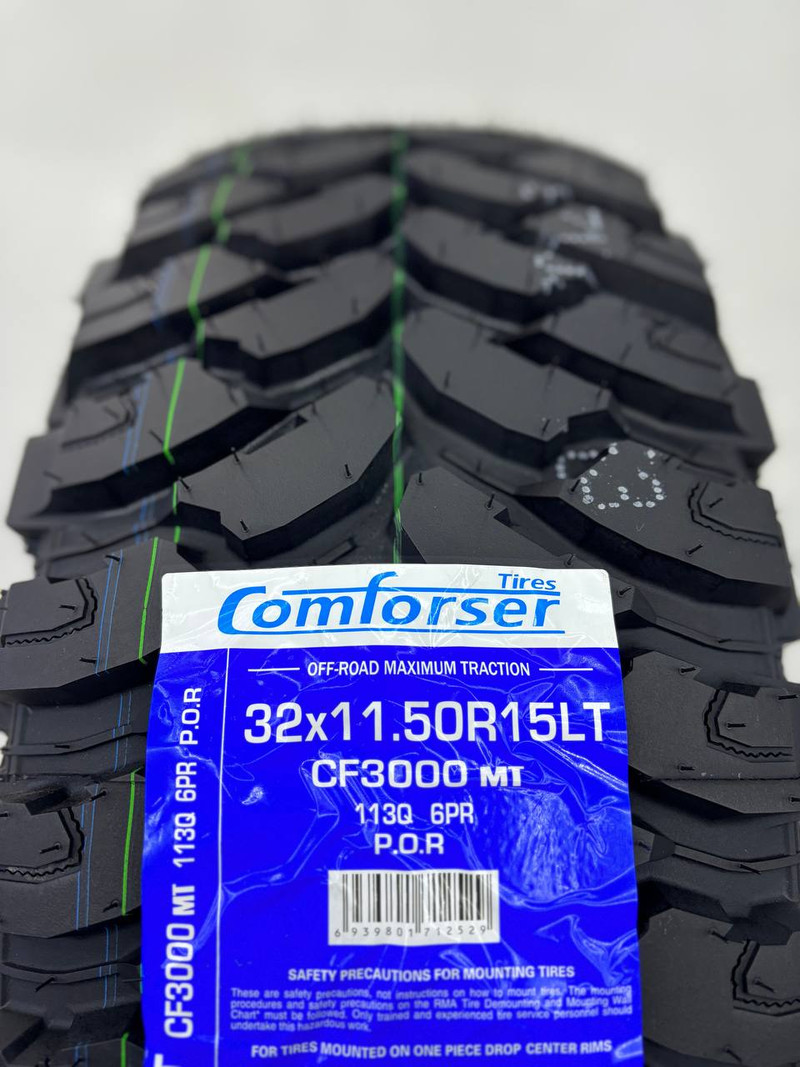 Tires
Comforser
OFF-ROAD MAXIMUM TRACTION
32x11.50R15LT
CF3000 MT
113Q 6PR
P.O.R
6 939801 712529
SAFETY PRECAUTIONS FOR MOUNTING TIRES
These are safety precautions, not instructions on how to mount tires. The mounting
procedures and safety precautions on the RMA Tire Demounting and Mounting Wall
Chart* must be followed. Only trained and experienced tire service personnel should
undertake this hazardous work.
FOR TIRES MOUNTED ON ONE PIECE DROP CENTER RIMS
CF3000 MT 113Q 6PR P.O.R